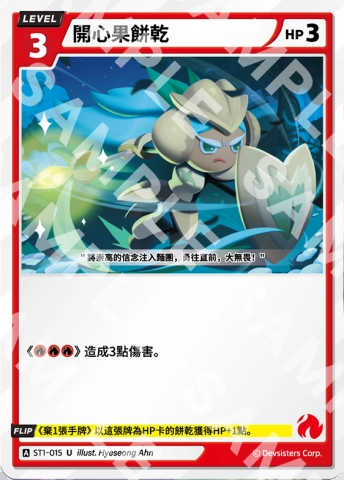 LEVEL
3
開心果餅乾
HP 3
"將崇高的信念注入麵團，勇往直前，大無畏！"
《》造成3點傷害。
FLIP 《棄1張手牌》以這張牌為HP卡的餅乾獲得HP+1點。
A ST1-015 U illust. Hyeseong Ahn
© Devsisters Corp.
SAMPLE